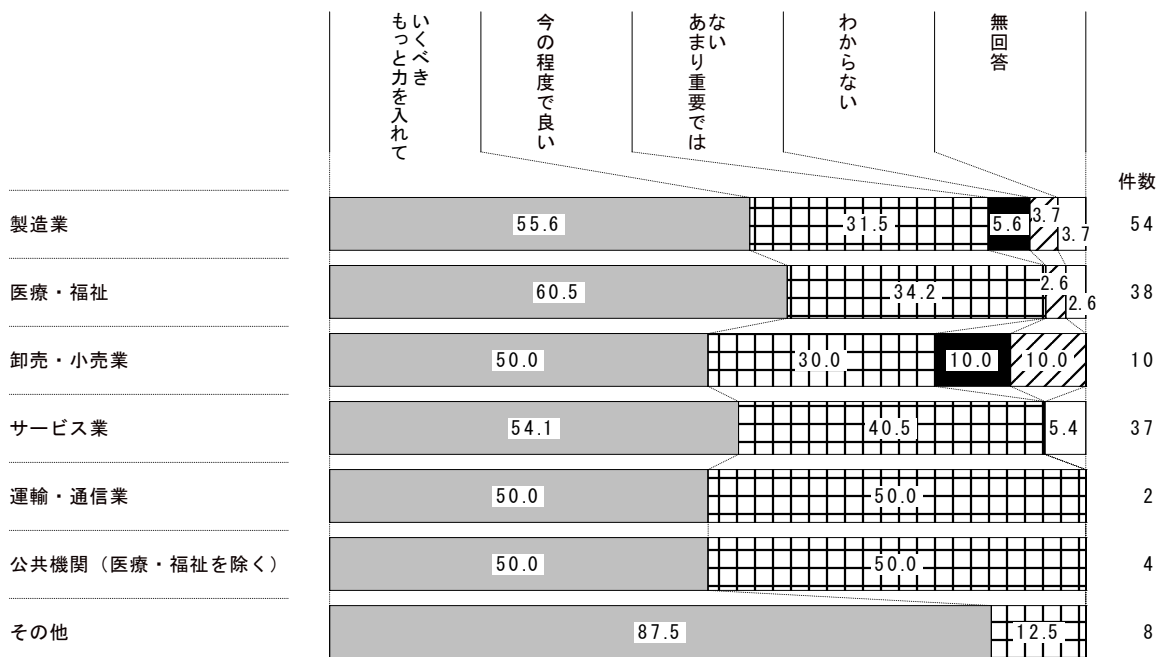 もっと力を入れて
いくべき
今の程度で良い
あまり重要では
ない
わからない
無回答
件数
製造業 55.6 31.5 5.6 3.7 3.7 54
医療・福祉 60.5 34.2 2.6 2.6 38
卸売・小売業 50.0 30.0 10.0 10.0 10
サービス業 54.1 40.5 5.4 37
運輸・通信業 50.0 50.0 2
公共機関（医療・福祉を除く） 50.0 50.0 4
その他 87.5 12.5 8